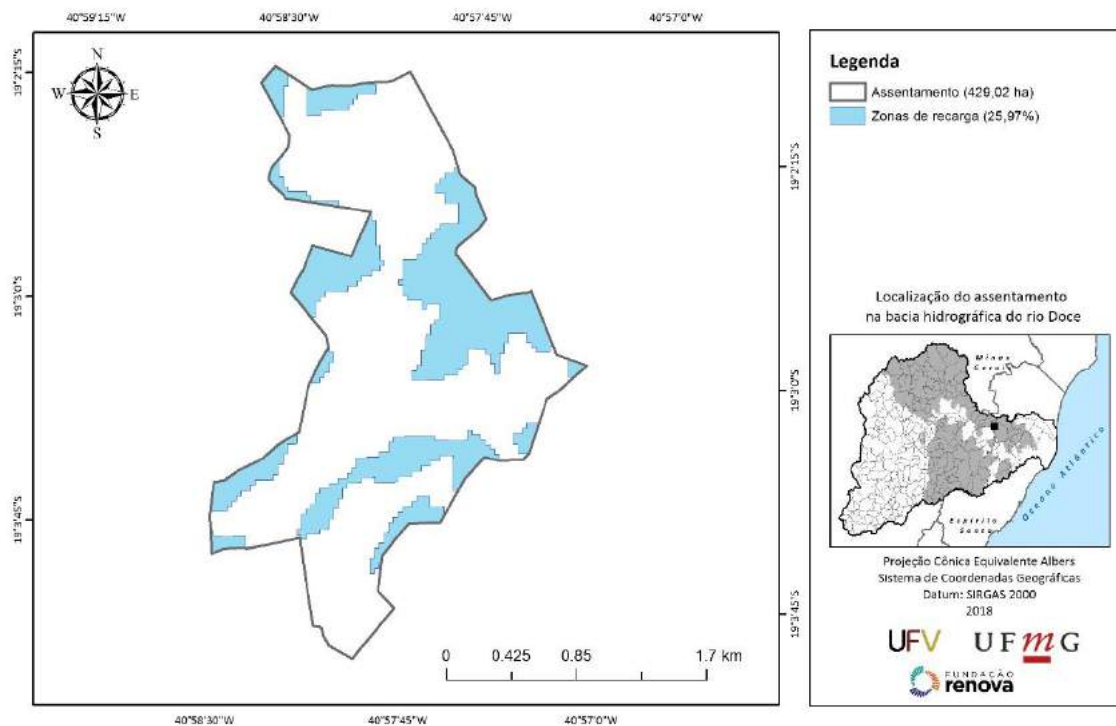 40°59'15"W
40°58'30"W
40°57'45"W
40°57'0"W
19°2'15"S
19°3'0"S
19°3'45"S
N
W
E
S
19°2'15"S
19°3'0"S
19°3'45"S
0
0.425
0.85
1.7 km
40°58'30"W
40°57'45"W
40°57'0"W
Legenda
Assentamento (429,02 ha)
Zonas de recarga (25,97%)
Localização do assentamento
na bacia hidrográfica do rio Doce
Minas
Gerais
Espírito
Santo
Oceano Atlântico
Projeção Cônica Equivalente Albers
Sistema de Coordenadas Geográficas
Datum: SIRGAS 2000
2018
UFV
UFmG
FUNDAÇÃO
renova